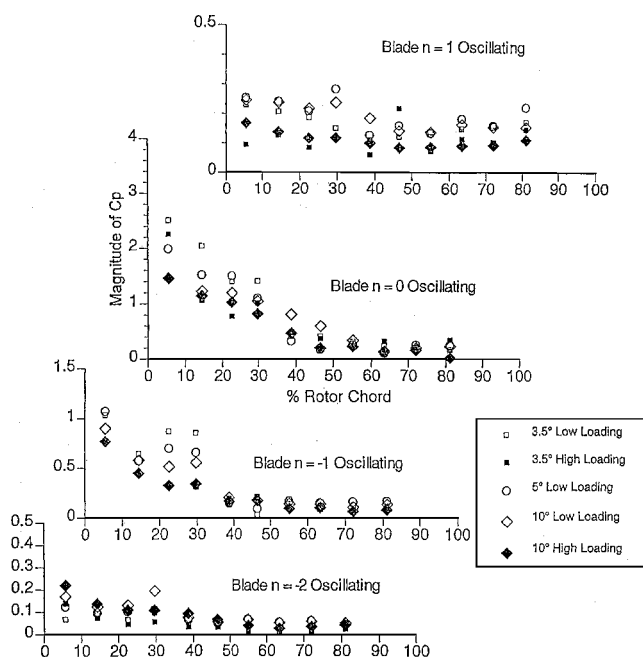 0.5
Blade n = 1 Oscillating
0
0 10 20 30 40 50 60 70 80 90 100
Magnitude of Cp
4
3
2
1
0
Blade n = 0 Oscillating
0 10 20 30 40 50 60 70 80 90 100
% Rotor Chord
1.5
1
0.5
0
Blade n = -1 Oscillating
0 10 20 30 40 50 60 70 80 90 100
0.5
0.4
0.3
0.2
0.1
0
Blade n = -2 Oscillating
0 10 20 30 40 50 60 70 80 90 100
3.5° Low Loading
3.5° High Loading
5° Low Loading
10° Low Loading
10° High Loading